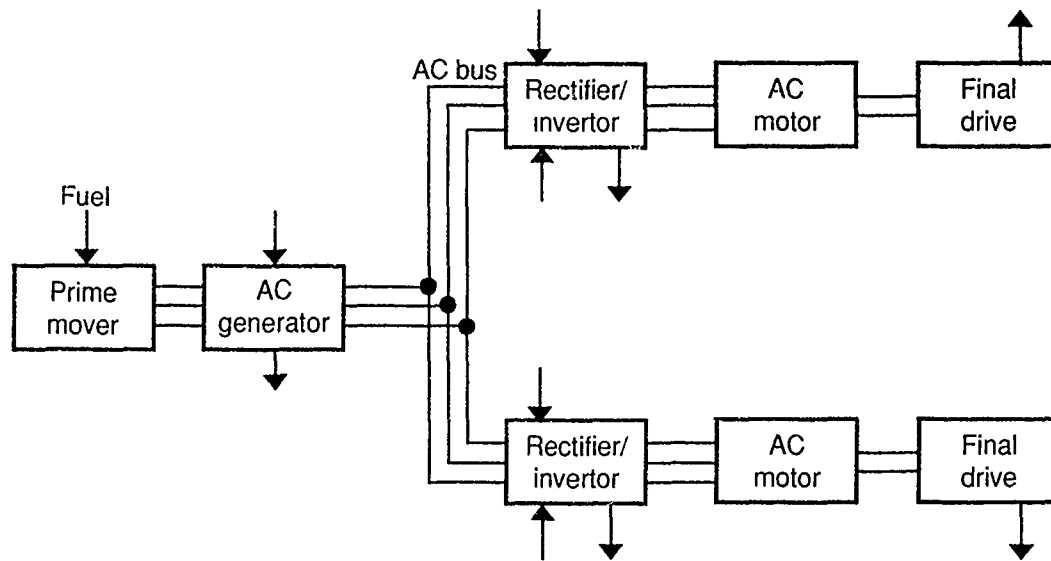 AC bus
Rectifier/
invertor
AC
motor
Final
drive
Fuel
Prime
mover
AC
generator
Rectifier/
invertor
AC
motor
Final
drive